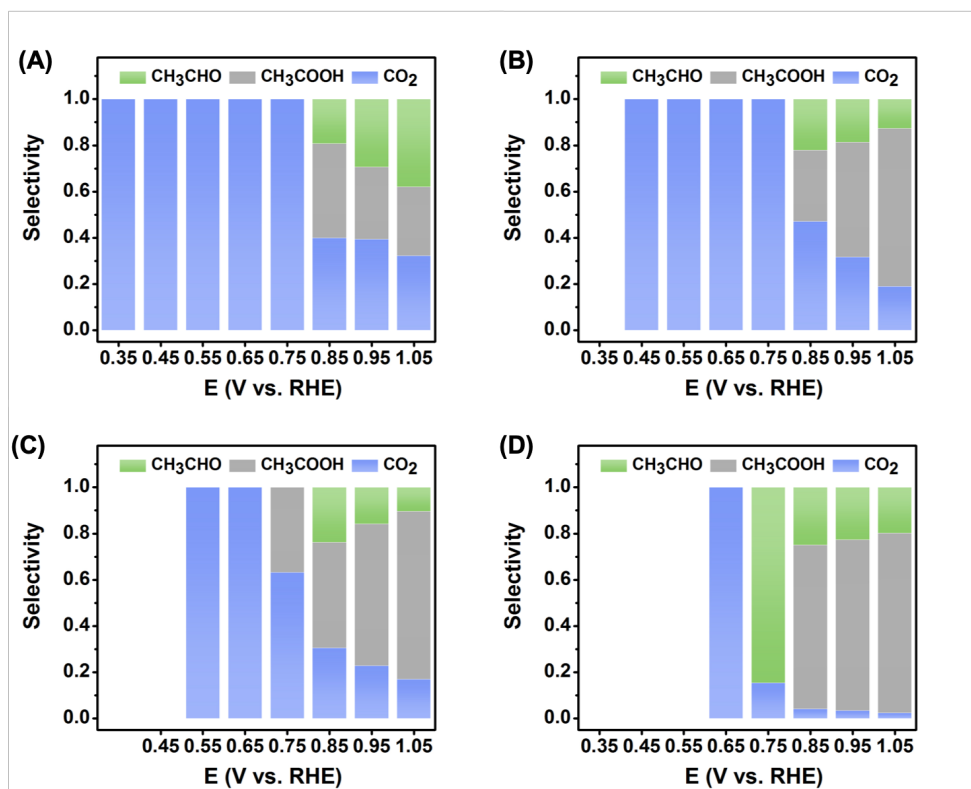 (A)
CH3CHO CH3COOH CO2
Selectivity
1.0
0.8
0.6
0.4
0.2
0.0
0.35 0.45 0.55 0.65 0.75 0.85 0.95 1.05
E (V vs. RHE)
(B)
CH3CHO CH3COOH CO2
Selectivity
1.0
0.8
0.6
0.4
0.2
0.0
0.35 0.45 0.55 0.65 0.75 0.85 0.95 1.05
E (V vs. RHE)
(C)
CH3CHO CH3COOH CO2
Selectivity
1.0
0.8
0.6
0.4
0.2
0.0
0.45 0.55 0.65 0.75 0.85 0.95 1.05
E (V vs. RHE)
(D)
CH3CHO CH3COOH CO2
Selectivity
1.0
0.8
0.6
0.4
0.2
0.0
0.35 0.45 0.55 0.65 0.75 0.85 0.95 1.05
E (V vs. RHE)